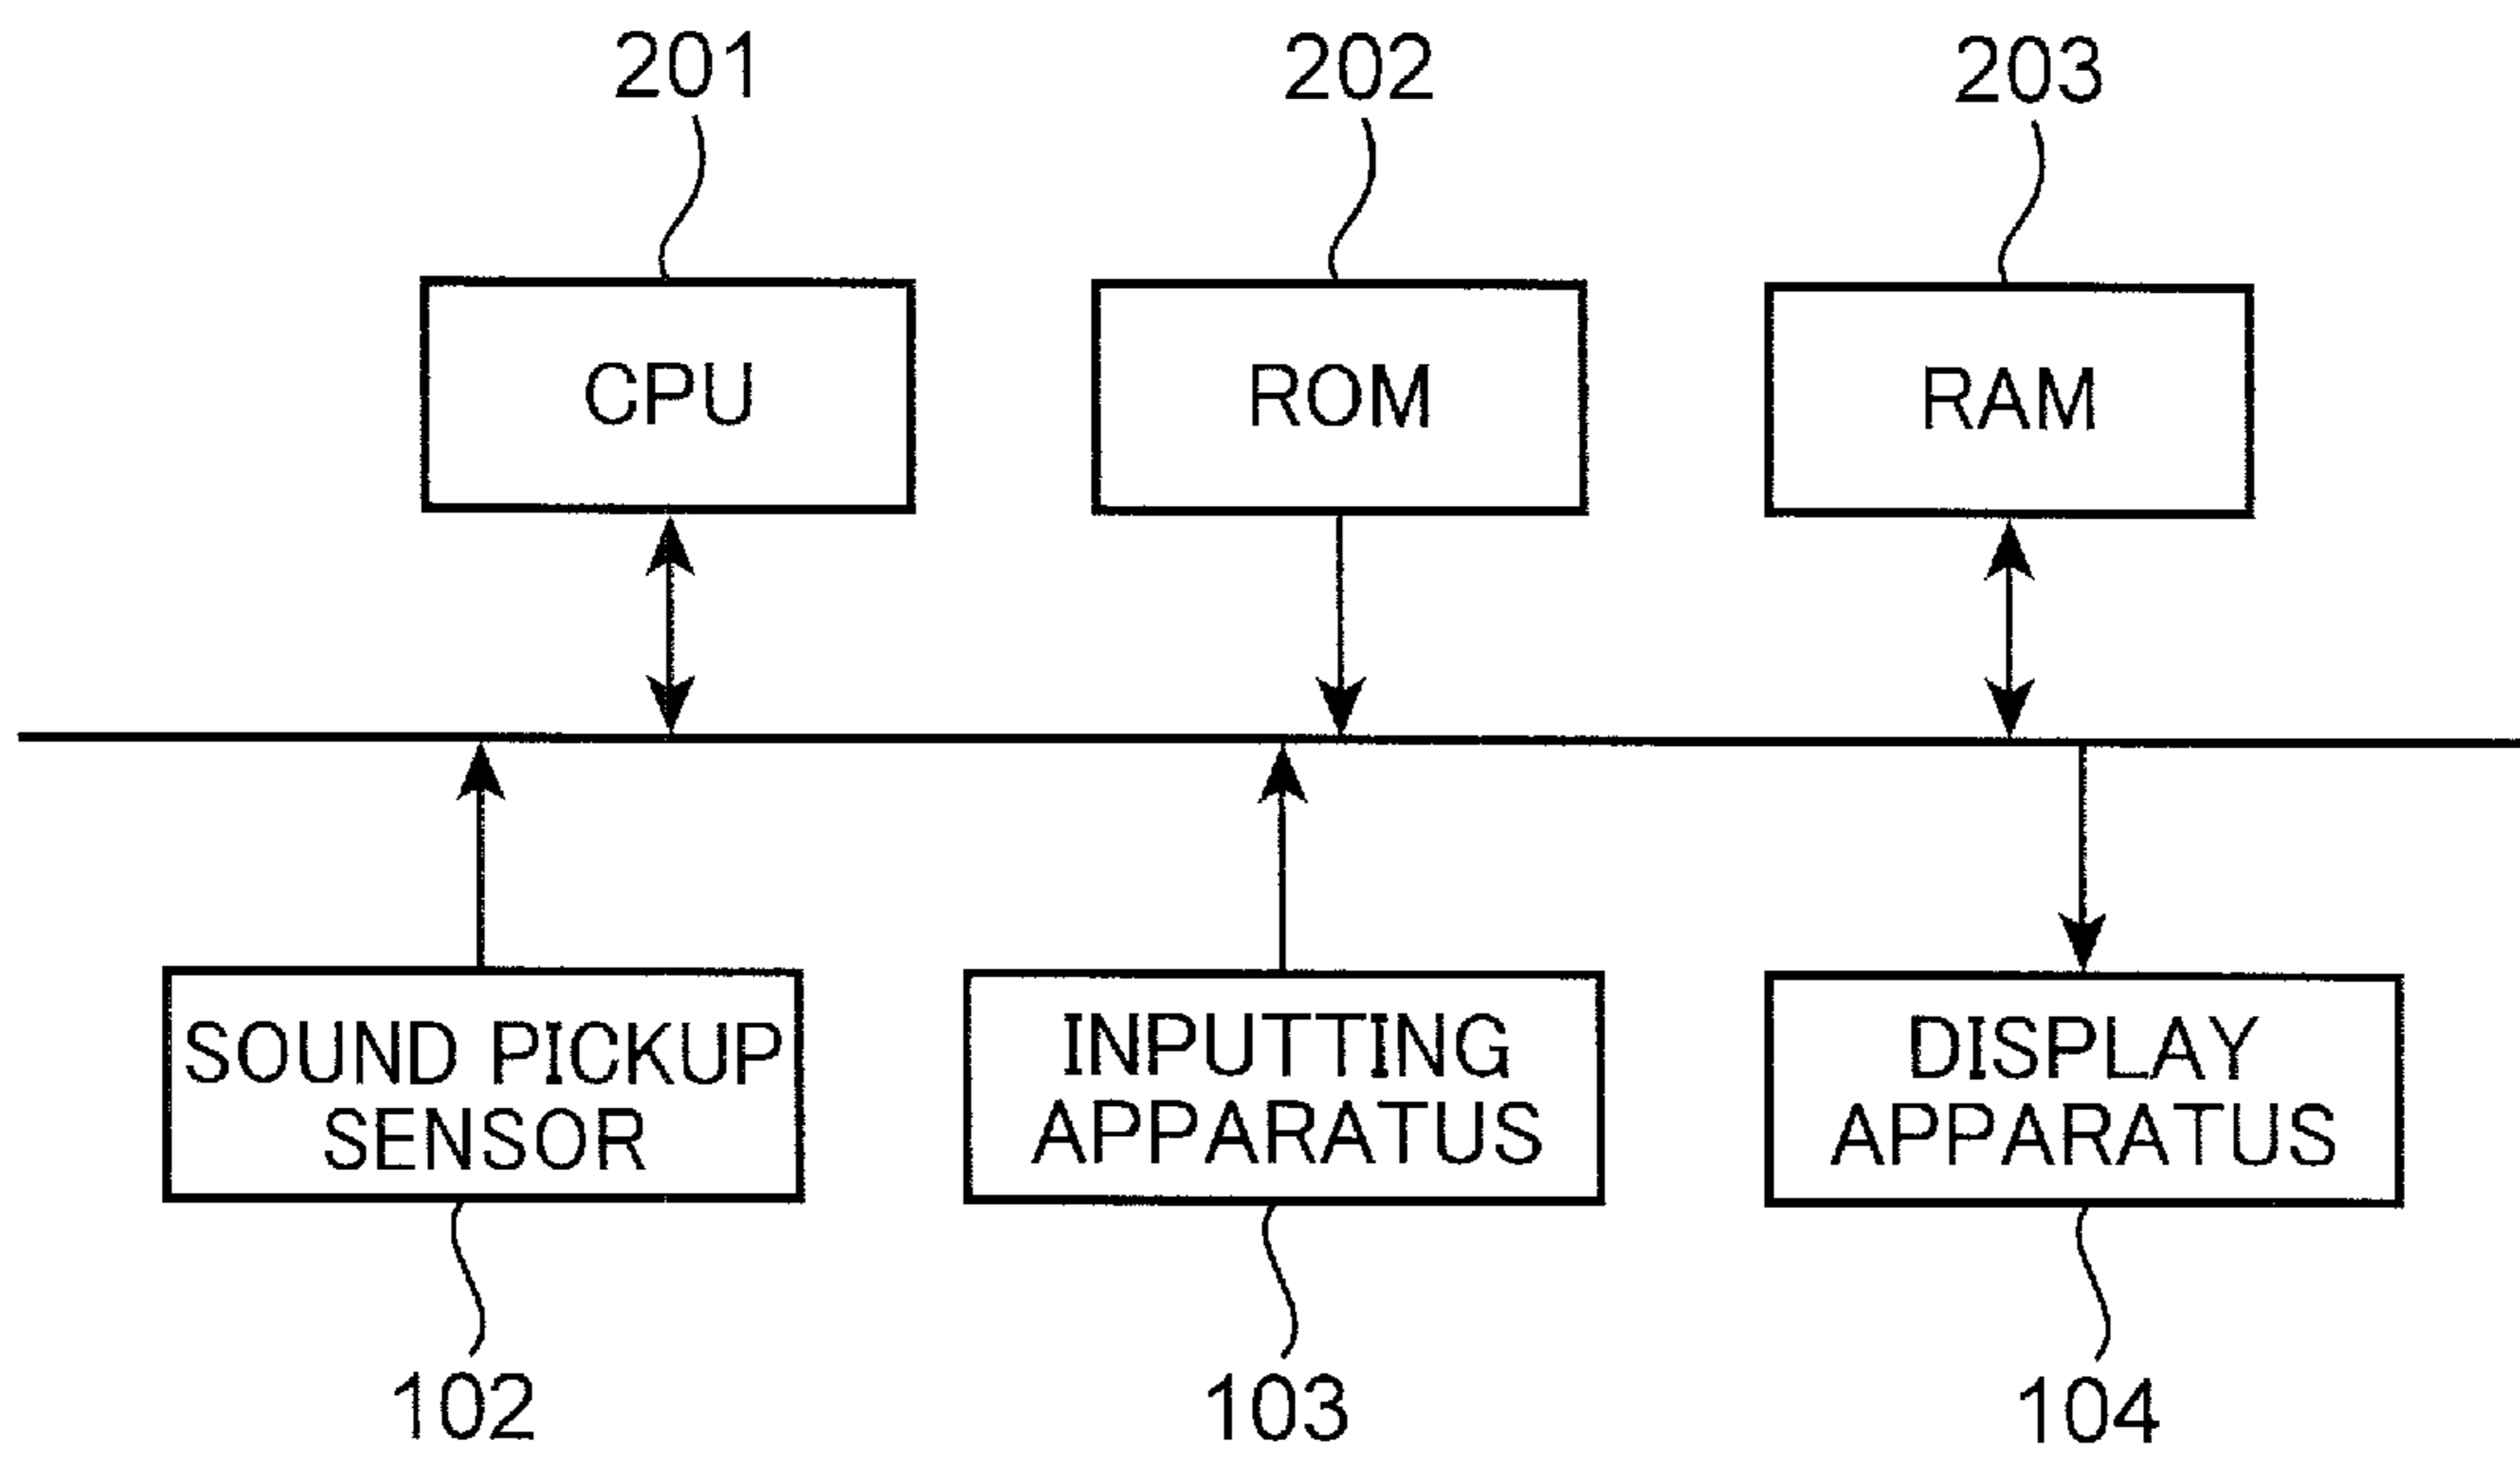 201
202
203
CPU
ROM
RAM
SOUND PICKUP
SENSOR
INPUTTING
APPARATUS
DISPLAY
APPARATUS
102
103
104